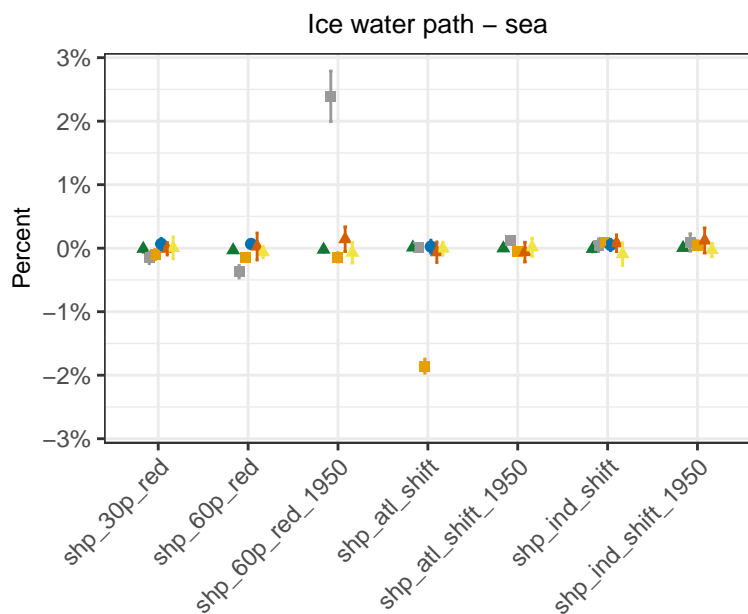 Ice water path – sea
Percent
3%
2%
1%
0%
−1%
−2%
−3%
shp_30p_red
shp_60p_red
shp_60p_red_1950
shp_atl_shift
shp_atl_shift_1950
shp_ind_shift
shp_ind_shift_1950